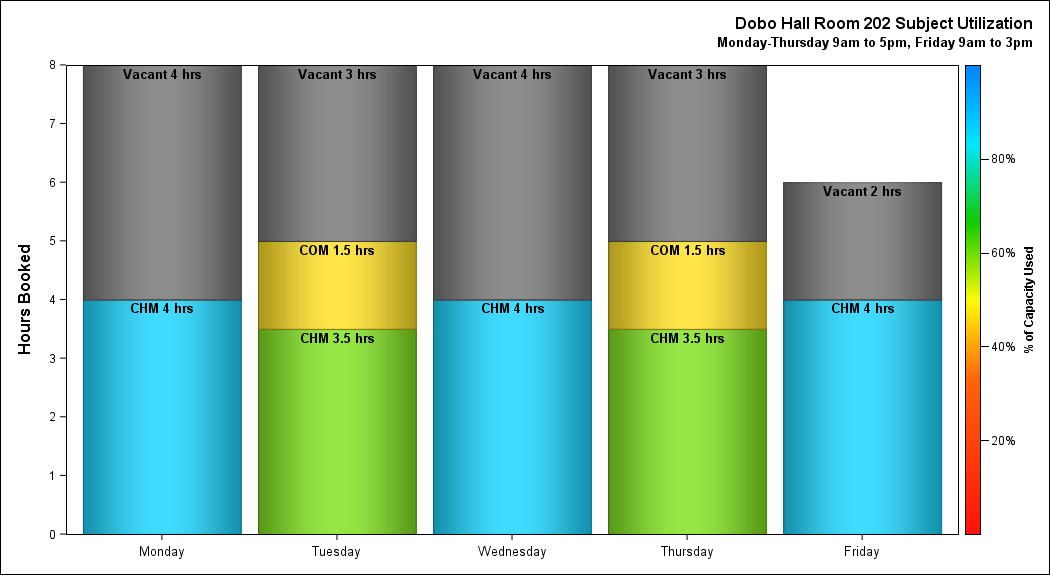 Dobo Hall Room 202 Subject Utilization
Monday-Thursday 9am to 5pm, Friday 9am to 3pm
Hours Booked
8
7
6
5
4
3
2
1
0
Vacant 4 hrs
CHM 4 hrs
Vacant 3 hrs
COM 1.5 hrs
CHM 3.5 hrs
Vacant 4 hrs
CHM 4 hrs
Vacant 3 hrs
COM 1.5 hrs
CHM 3.5 hrs
Vacant 2 hrs
CHM 4 hrs
Monday
Tuesday
Wednesday
Thursday
Friday
80%
60%
40%
20%
% of Capacity Used